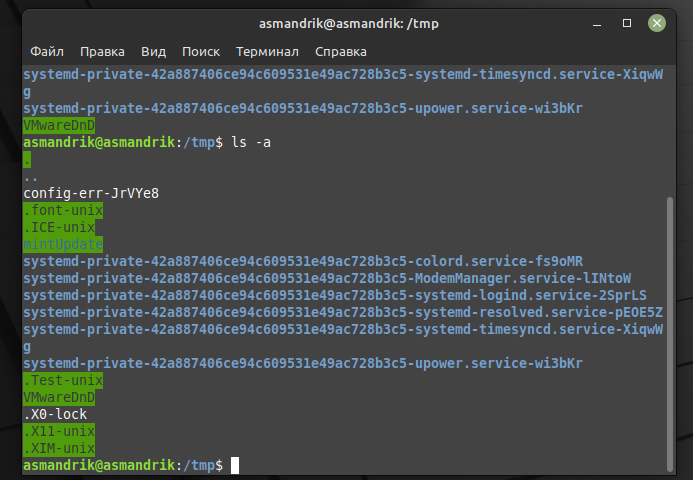 asmandrik@asmandrik: /tmp
Файл Правка Вид Поиск Терминал Справка
systemd-private-42a887406ce94c609531e49ac728b3c5-systemd-timesyncd.service-XiqwW
g
systemd-private-42a887406ce94c609531e49ac728b3c5-upower.service-wi3bKr
VMwareDnD
asmandrik@asmandrik:/tmp$ ls -a
.
..
config-err-JrVYe8
.font-unix
.ICE-unix
mintUpdate
systemd-private-42a887406ce94c609531e49ac728b3c5-colord.service-fs9oMR
systemd-private-42a887406ce94c609531e49ac728b3c5-ModemManager.service-lINtoW
systemd-private-42a887406ce94c609531e49ac728b3c5-systemd-logind.service-2SprLS
systemd-private-42a887406ce94c609531e49ac728b3c5-systemd-resolved.service-pEOE5Z
systemd-private-42a887406ce94c609531e49ac728b3c5-systemd-timesyncd.service-XiqwW
g
systemd-private-42a887406ce94c609531e49ac728b3c5-upower.service-wi3bKr
.Test-unix
VMwareDnD
.X0-lock
.X11-unix
.XIM-unix
asmandrik@asmandrik:/tmp$